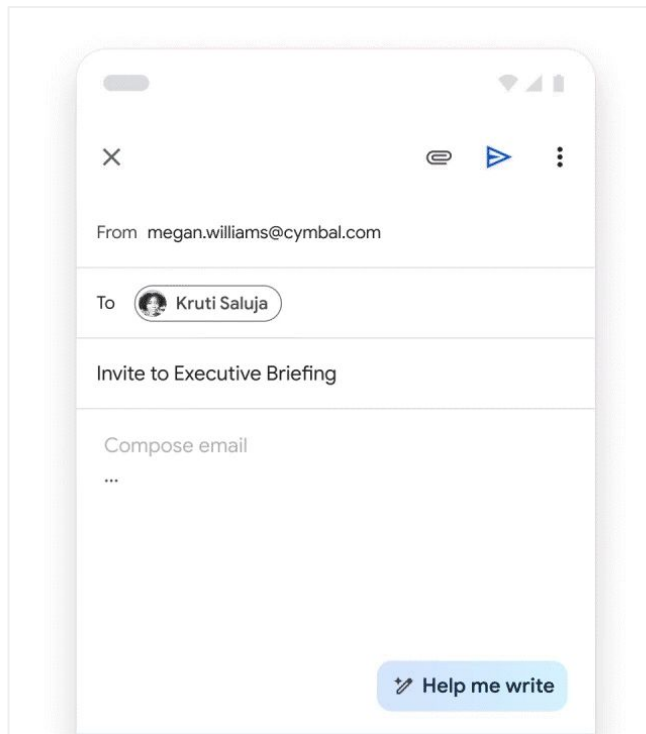 From megan.williams@cymbal.com
To Kruti Saluja
Invite to Executive Briefing
Compose email
...
Help me write